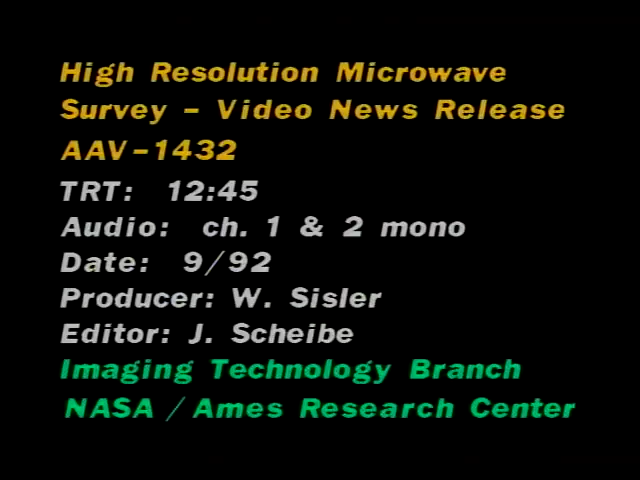 High Resolution Microwave
Survey - Video News Release
AAV-1432
TRT: 12:45
Audio: ch. 1 & 2 mono
Date: 9/92
Producer: W. Sisler
Editor: J. Scheibe
Imaging Technology Branch
NASA / Ames Research Center